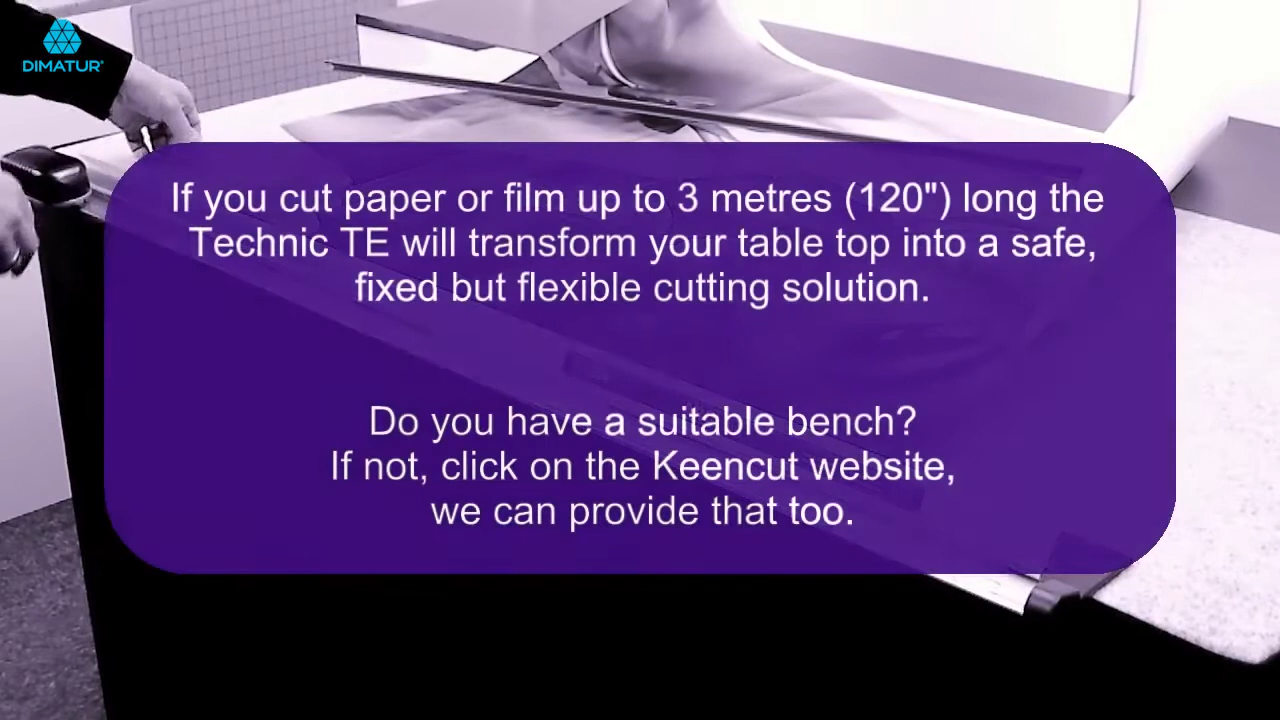 DIMATUR®
If you cut paper or film up to 3 metres (120") long the
Technic TE will transform your table top into a safe,
fixed but flexible cutting solution.
Do you have a suitable bench?
If not, click on the Keencut website,
we can provide that too.